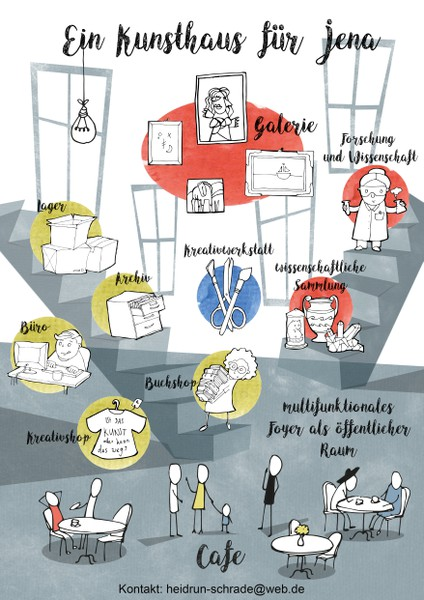 Ein Kunsthaus für Jena
Galerie
Forschung
und Wissenschaft
Lager
Kreativwerkstatt
Archiv
wissenschaftliche
Sammlung
Büro
Buchshop
Kreativshop
IST DAS
KUNST
oder kann
das weg?
multifunktionales
Foyer als öffentlicher
Raum
Cafe
Kontakt: heidrun-schrade@web.de